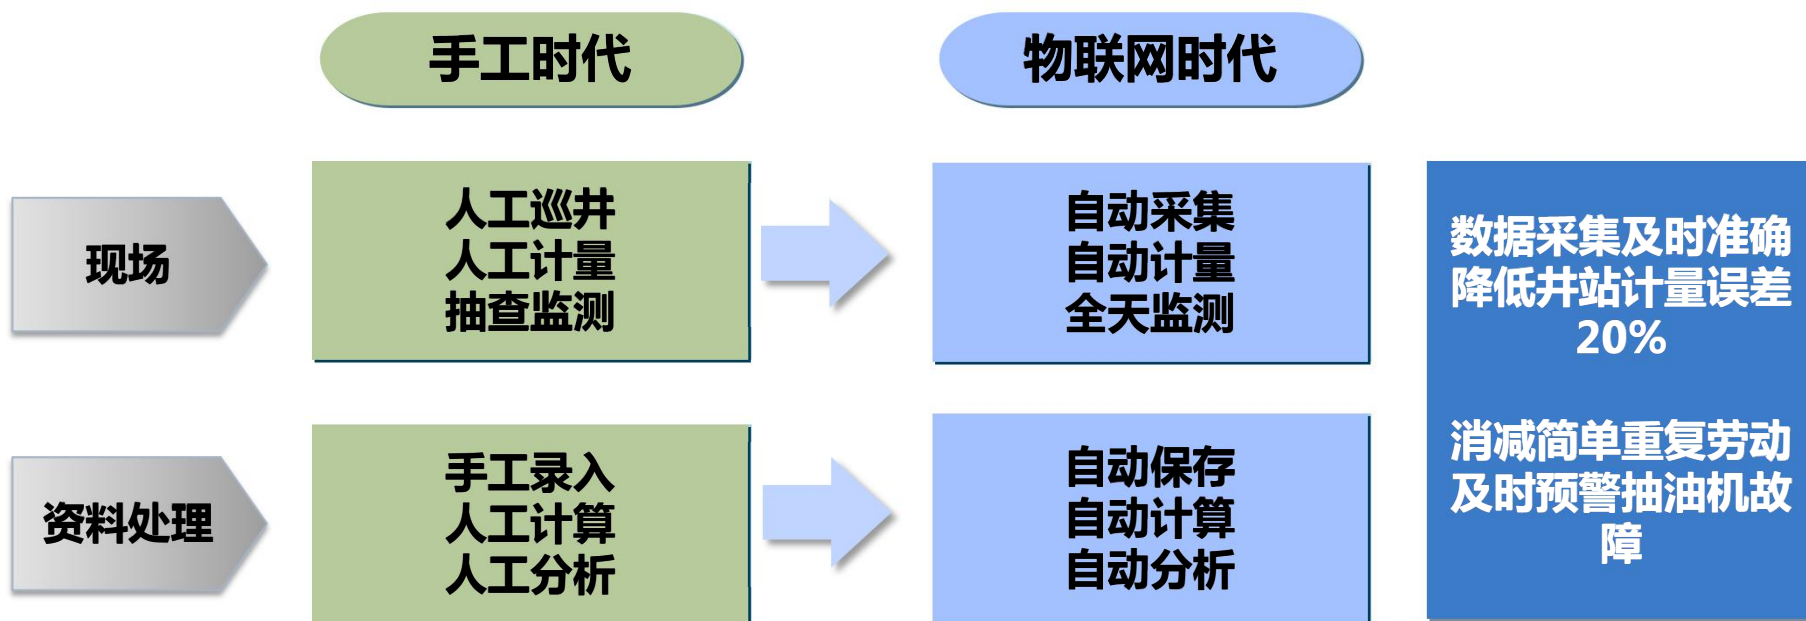 手工时代
物联网时代
现场
人工巡井
人工计量
抽查监测
自动采集
自动计量
全天监测
数据采集及时准确
降低井站计量误差
20%
资料处理
手工录入
人工计算
人工分析
自动保存
自动计算
自动分析
消减简单重复劳动
及时预警抽油机故
障